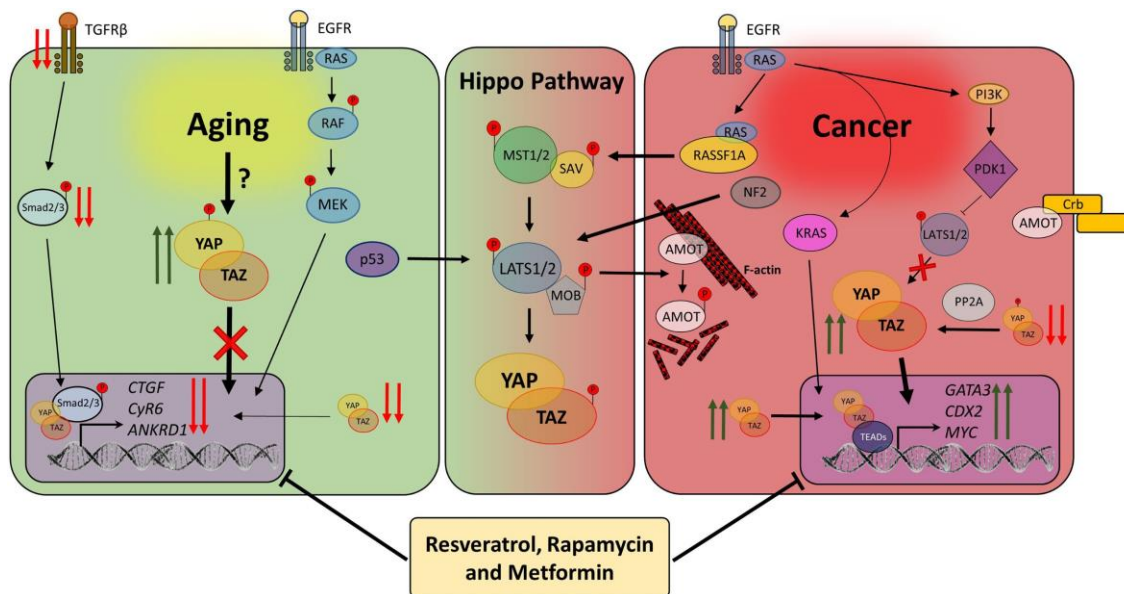 TGFRβ
EGFR
RAS
Aging
RAF
P
?
MEK
P
Smad2/3
P
P
YAP
TAZ
p53
CTGF
CyR6
ANKRD1
Smad2/3
P
YAP
TAZ
YAP
TAZ
Hippo Pathway
P
MST1/2
SAV
P
P
LATS1/2
MOB
P
YAP
TAZ
P
EGFR
RAS
Cancer
PI3K
RAS
RASSF1A
PDK1
NF2
Crb
AMOT
KRAS
P
LATS1/2
AMOT
F-actin
AMOT
P
YAP
TAZ
PP2A
P
YAP
TAZ
YAP
TAZ
YAP
TAZ
TEADs
GATA3
CDX2
MYC
Resveratrol, Rapamycin
and Metformin